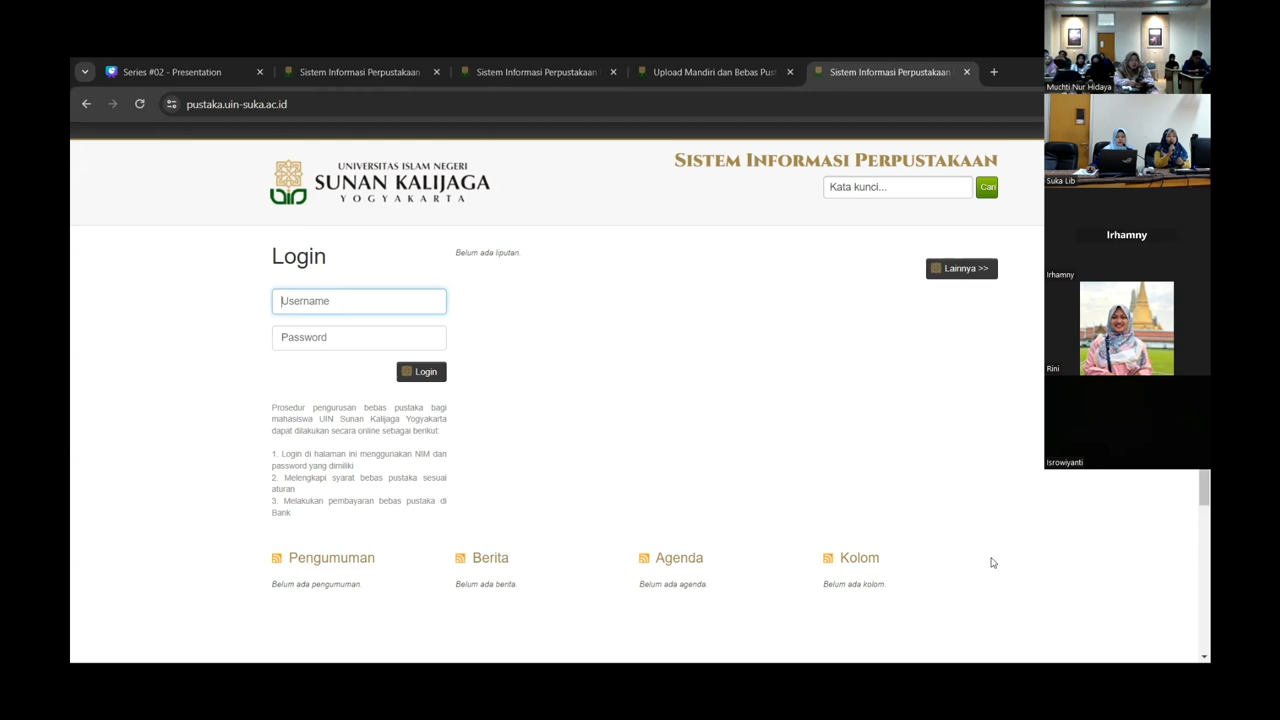 Series #02 - Presentation
Sistem Informasi Perpustakaan
Sistem Informasi Perpustakaan
Upload Mandiri dan Bebas Pust
Sistem Informasi Perpustakaan
pustaka.uin-suka.ac.id
UNIVERSITAS ISLAM NEGERI
SUNAN KALIJAGA
YOGYAKARTA
SISTEM INFORMASI PERPUSTAKAAN
Kata kunci...
Cari
Login
Belum ada liputan.
Lainnya >>
Username
Password
Login
Prosedur pengurusan bebas pustaka bagi
mahasiswa UIN Sunan Kalijaga Yogyakarta
dapat dilakukan secara online sebagai berikut:
1. Login di halaman ini menggunakan NIM dan
password yang dimiliki
2. Melengkapi syarat bebas pustaka sesuai
aturan
3. Melakukan pembayaran bebas pustaka di
Bank
Pengumuman
Belum ada pengumuman.
Berita
Belum ada berita.
Agenda
Belum ada agenda.
Kolom
Belum ada kolom.
Muchti Nur Hidaya
Suka Lib
Irhamny
Irhamny
Rini
Isrowiyanti